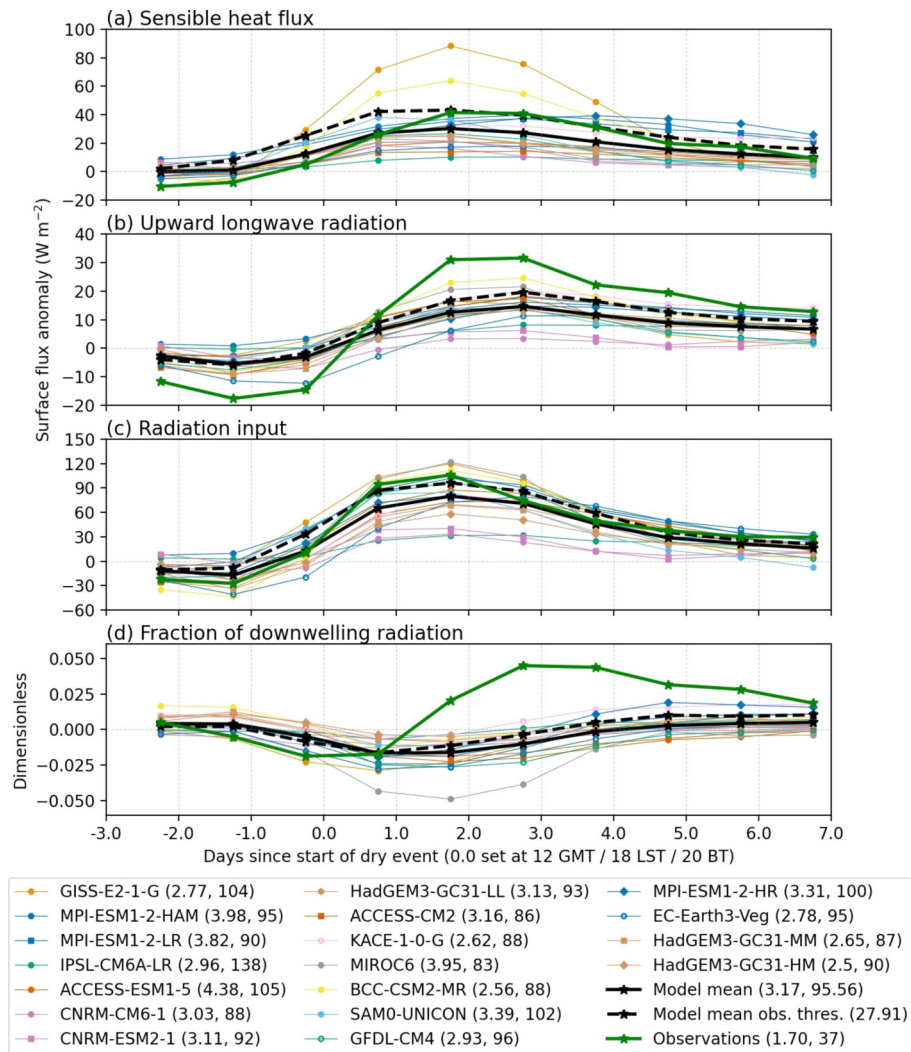 (a) Sensible heat flux
100
80
60
40
20
0
−20
(b) Upward longwave radiation
40
30
20
10
0
−10
−20
Surface flux anomaly (W m⁻²)
(c) Radiation input
150
120
90
60
30
0
−30
−60
(d) Fraction of downwelling radiation
0.050
0.025
0.000
−0.025
−0.050
Dimensionless
-3.0 -2.0 -1.0 0.0 1.0 2.0 3.0 4.0 5.0 6.0 7.0
Days since start of dry event (0.0 set at 12 GMT / 18 LST / 20 BT)
GISS-E2-1-G (2.77, 104)
MPI-ESM1-2-HAM (3.98, 95)
MPI-ESM1-2-LR (3.82, 90)
IPSL-CM6A-LR (2.96, 138)
ACCESS-ESM1-5 (4.38, 105)
CNRM-CM6-1 (3.03, 88)
CNRM-ESM2-1 (3.11, 92)
HadGEM3-GC31-LL (3.13, 93)
ACCESS-CM2 (3.16, 86)
KACE-1-0-G (2.62, 88)
MIROC6 (3.95, 83)
BCC-CSM2-MR (2.56, 88)
SAM0-UNICON (3.39, 102)
GFDL-CM4 (2.93, 96)
MPI-ESM1-2-HR (3.31, 100)
EC-Earth3-Veg (2.78, 95)
HadGEM3-GC31-MM (2.65, 87)
HadGEM3-GC31-HM (2.5, 90)
Model mean (3.17, 95.56)
Model mean obs. thres. (27.91)
Observations (1.70, 37)